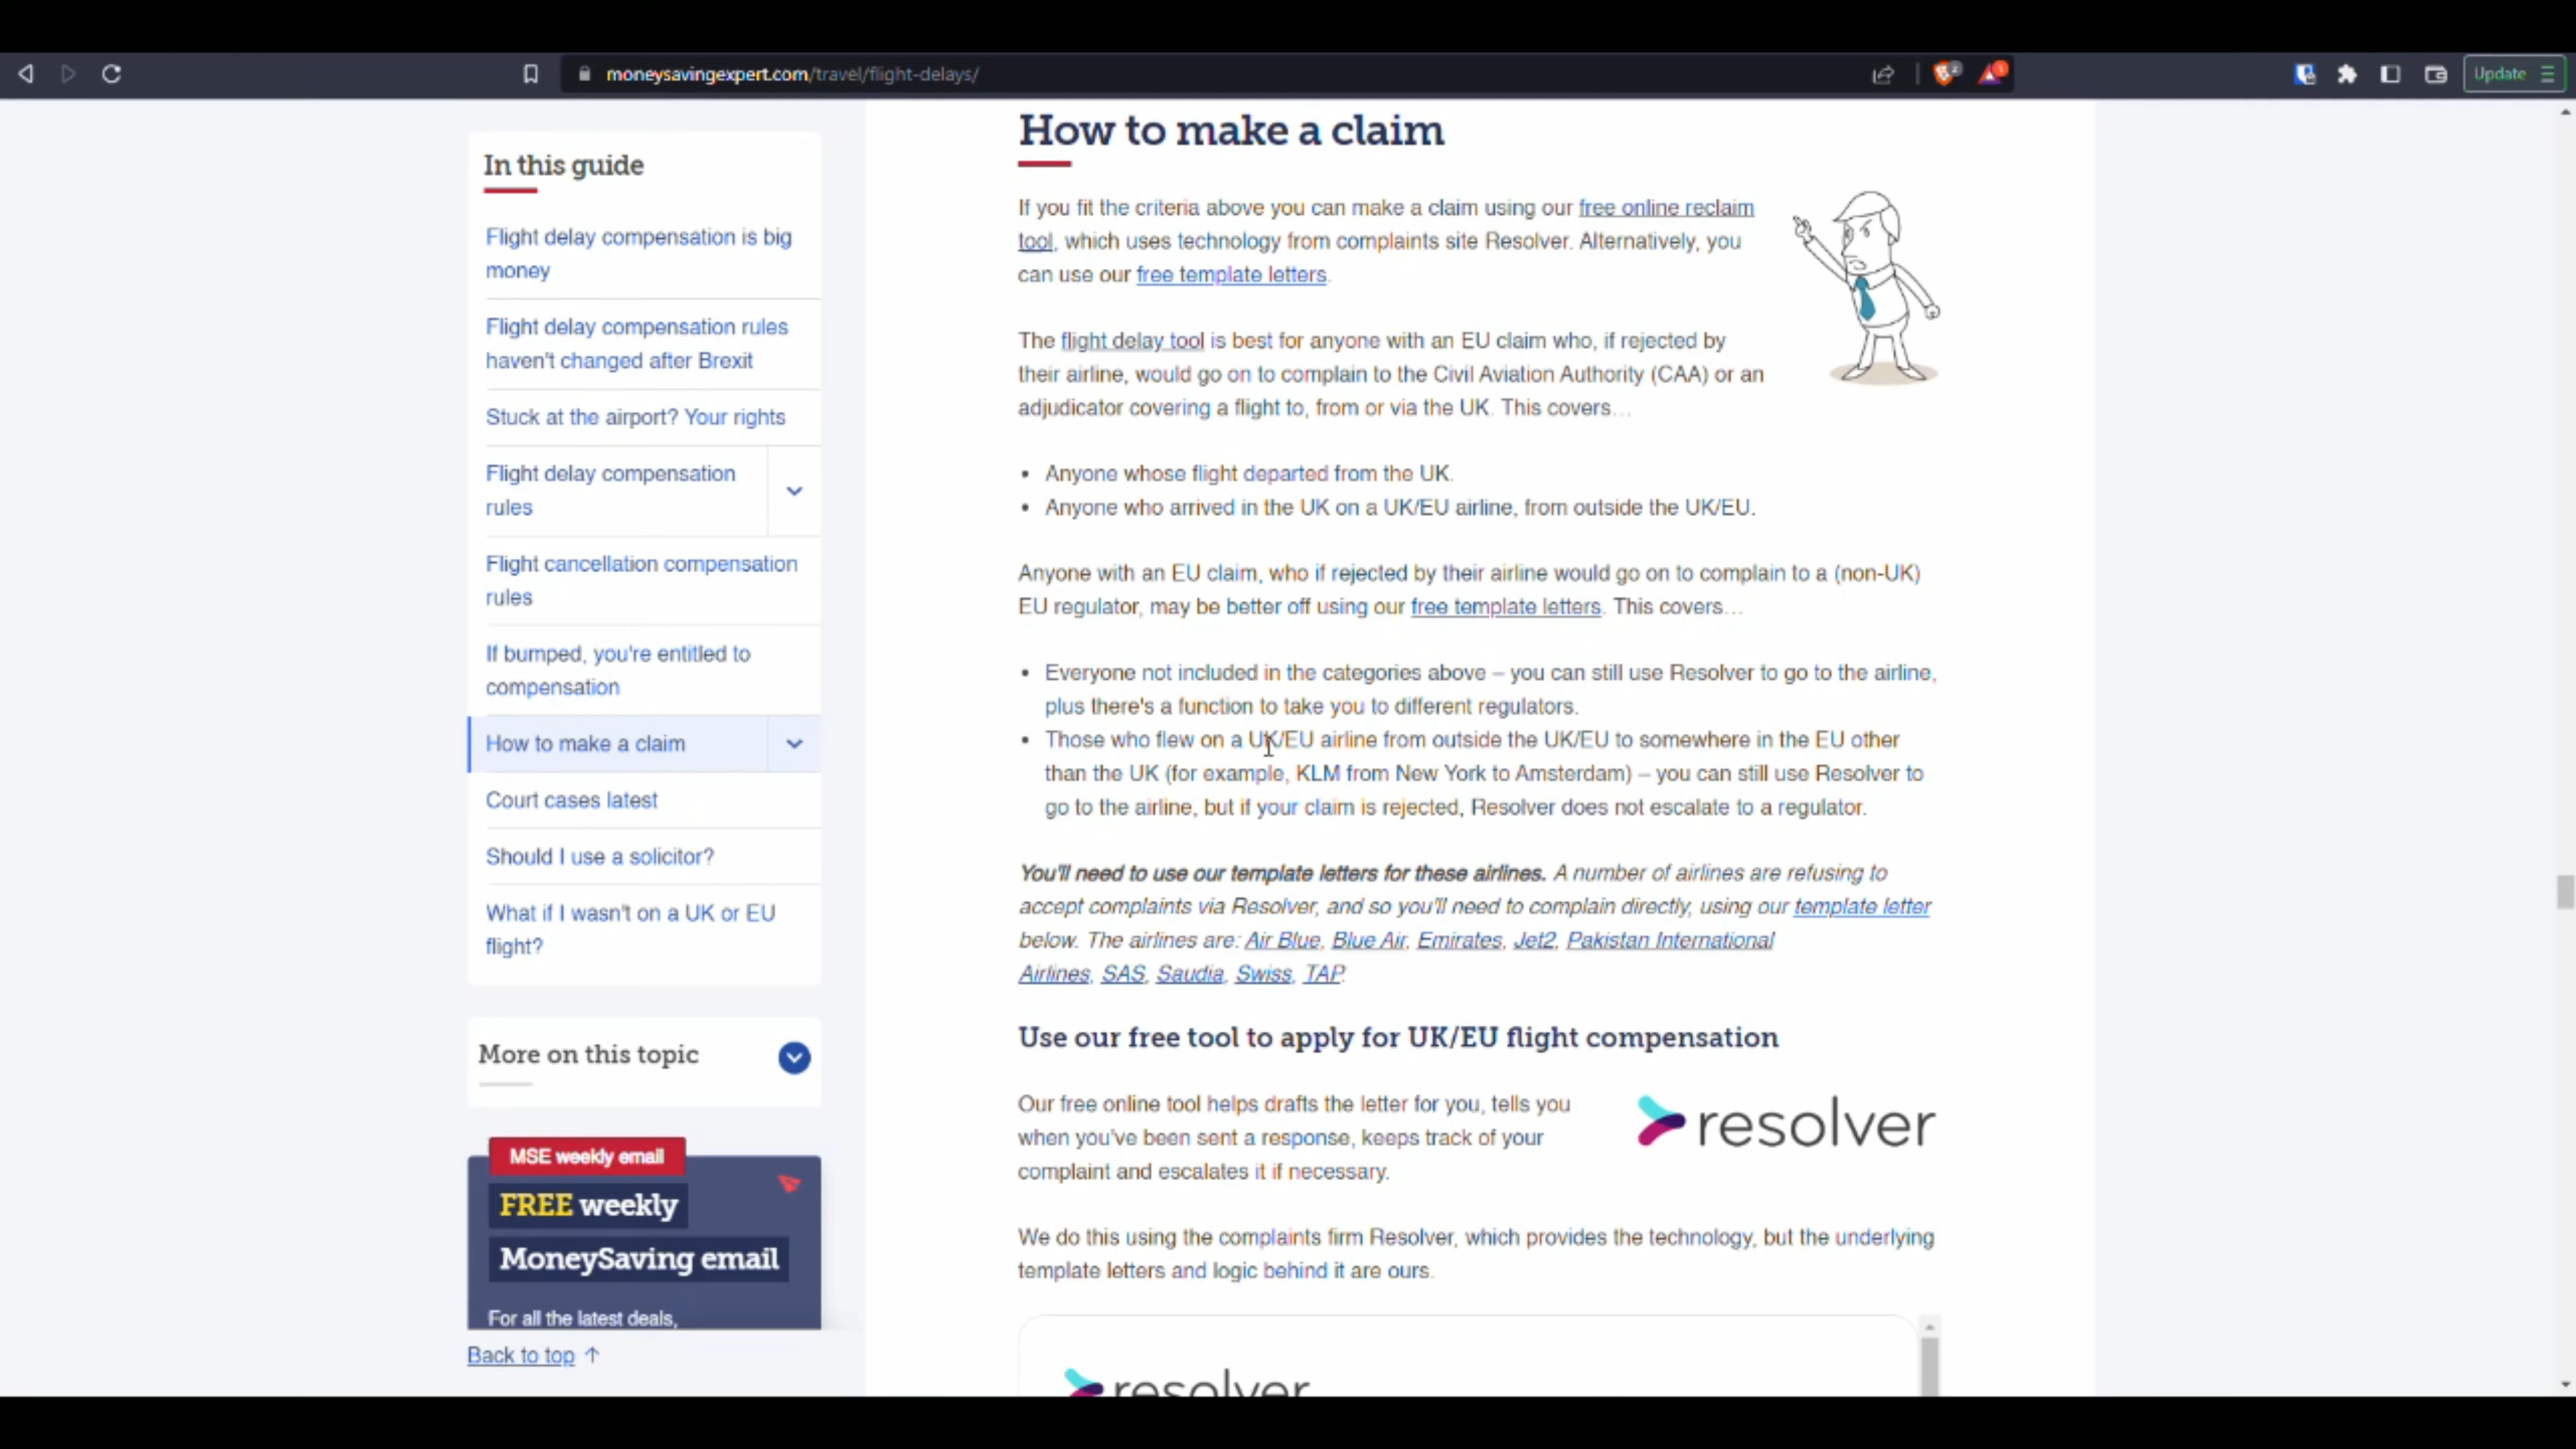 moneysavingexpert.com/travel/flight-delays/
2
1
Update
In this guide
Flight delay compensation is big
money
Flight delay compensation rules
haven't changed after Brexit
Stuck at the airport? Your rights
Flight delay compensation
rules
Flight cancellation compensation
rules
If bumped, you're entitled to
compensation
How to make a claim
Court cases latest
Should I use a solicitor?
What if I wasn't on a UK or EU
flight?
More on this topic
MSE weekly email
FREE weekly
MoneySaving email
For all the latest deals,
Back to top ↑
How to make a claim
If you fit the criteria above you can make a claim using our free online reclaim
tool, which uses technology from complaints site Resolver. Alternatively, you
can use our free template letters.
The flight delay tool is best for anyone with an EU claim who, if rejected by
their airline, would go on to complain to the Civil Aviation Authority (CAA) or an
adjudicator covering a flight to, from or via the UK. This covers…
• Anyone whose flight departed from the UK.
• Anyone who arrived in the UK on a UK/EU airline, from outside the UK/EU.
Anyone with an EU claim, who if rejected by their airline would go on to complain to a (non-UK)
EU regulator, may be better off using our free template letters. This covers…
• Everyone not included in the categories above – you can still use Resolver to go to the airline,
plus there's a function to take you to different regulators.
• Those who flew on a UK/EU airline from outside the UK/EU to somewhere in the EU other
than the UK (for example, KLM from New York to Amsterdam) – you can still use Resolver to
go to the airline, but if your claim is rejected, Resolver does not escalate to a regulator.
You'll need to use our template letters for these airlines. A number of airlines are refusing to
accept complaints via Resolver, and so you'll need to complain directly, using our template letter
below. The airlines are: Air Blue, Blue Air, Emirates, Jet2, Pakistan International
Airlines, SAS, Saudia, Swiss, TAP.
Use our free tool to apply for UK/EU flight compensation
Our free online tool helps drafts the letter for you, tells you
when you've been sent a response, keeps track of your
complaint and escalates it if necessary.
resolver
We do this using the complaints firm Resolver, which provides the technology, but the underlying
template letters and logic behind it are ours.
resolver